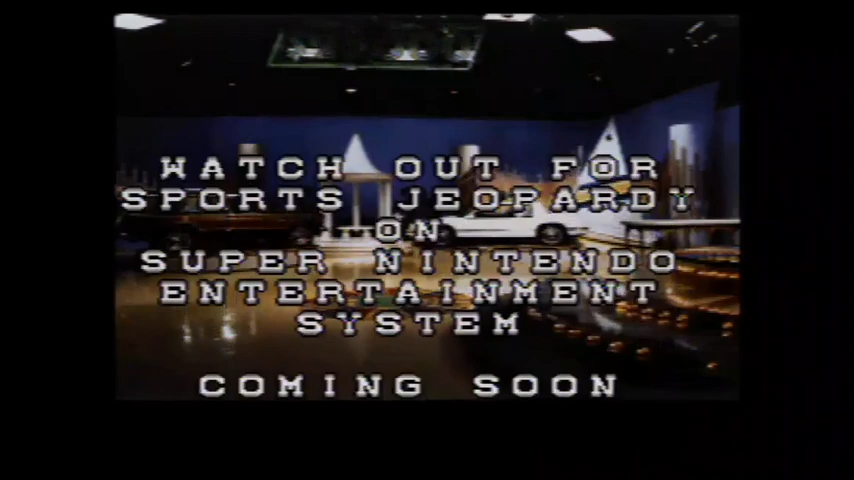 WATCH OUT FOR
SPORTS JEOPARDY
ON
SUPER NINTENDO
ENTERTAINMENT
SYSTEM
COMING SOON